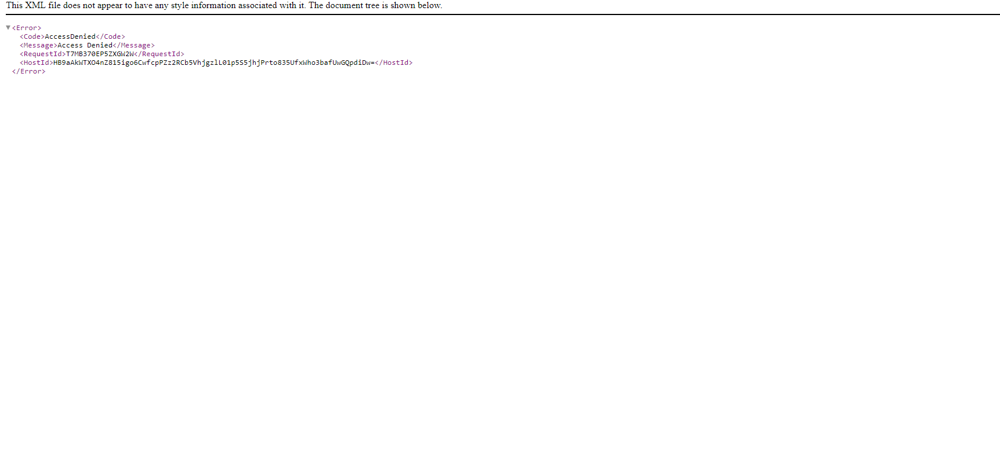 This XML file does not appear to have any style information associated with it. The document tree is shown below.
▼<Error>
<Code>AccessDenied</Code>
<Message>Access Denied</Message>
<RequestId>T7MB370EP5ZXGW2W</RequestId>
<HostId>HB9aAkWTXO4nZ815igo6CwfcpPZz2RCb5VhjgzlL01p5S5jhjPrto835UfxWho3bafUwGQpdiDw=</HostId>
</Error>